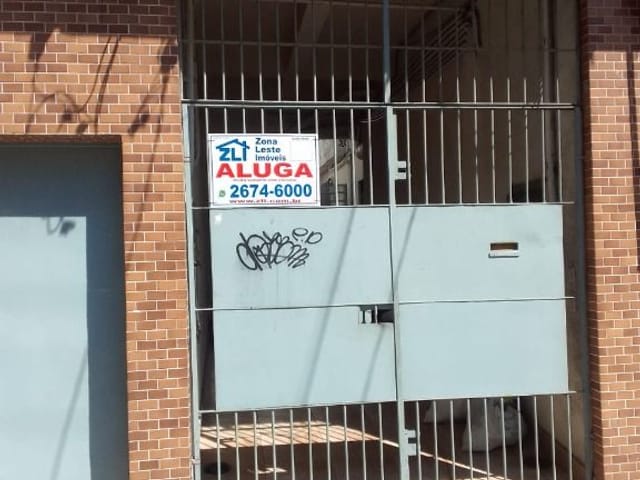 ZLI
Zona
Leste
Imóveis
ALUGA
2674-6000
www.zli.com.br